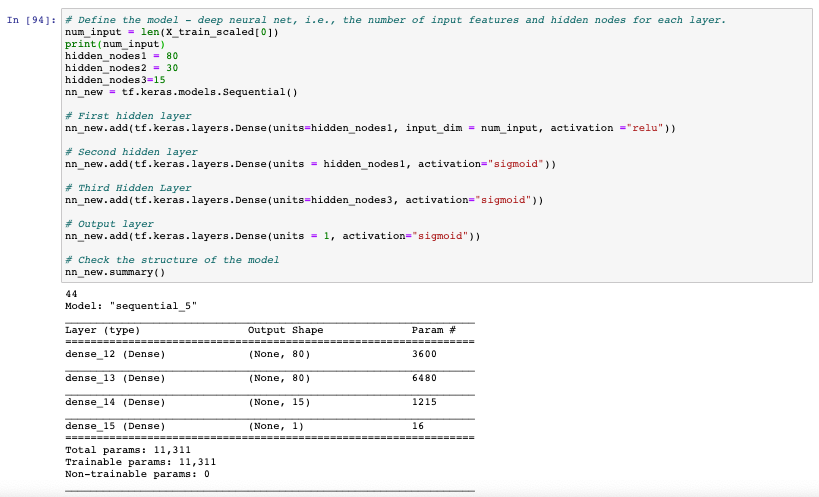 In [94]: # Define the model - deep neural net, i.e., the number of input features and hidden nodes for each layer.
num_input = len(X_train_scaled[0])
print(num_input)
hidden_nodes1 = 80
hidden_nodes2 = 30
hidden_nodes3=15
nn_new = tf.keras.models.Sequential()
# First hidden layer
nn_new.add(tf.keras.layers.Dense(units=hidden_nodes1, input_dim = num_input, activation ="relu"))
# Second hidden layer
nn_new.add(tf.keras.layers.Dense(units = hidden_nodes1, activation="sigmoid"))
# Third Hidden Layer
nn_new.add(tf.keras.layers.Dense(units=hidden_nodes3, activation="sigmoid"))
# Output layer
nn_new.add(tf.keras.layers.Dense(units = 1, activation="sigmoid"))
# Check the structure of the model
nn_new.summary()
44
Model: "sequential_5"
Layer (type) Output Shape Param #
dense_12 (Dense) (None, 80) 3600
dense_13 (Dense) (None, 80) 6480
dense_14 (Dense) (None, 15) 1215
dense_15 (Dense) (None, 1) 16
Total params: 11,311
Trainable params: 11,311
Non-trainable params: 0